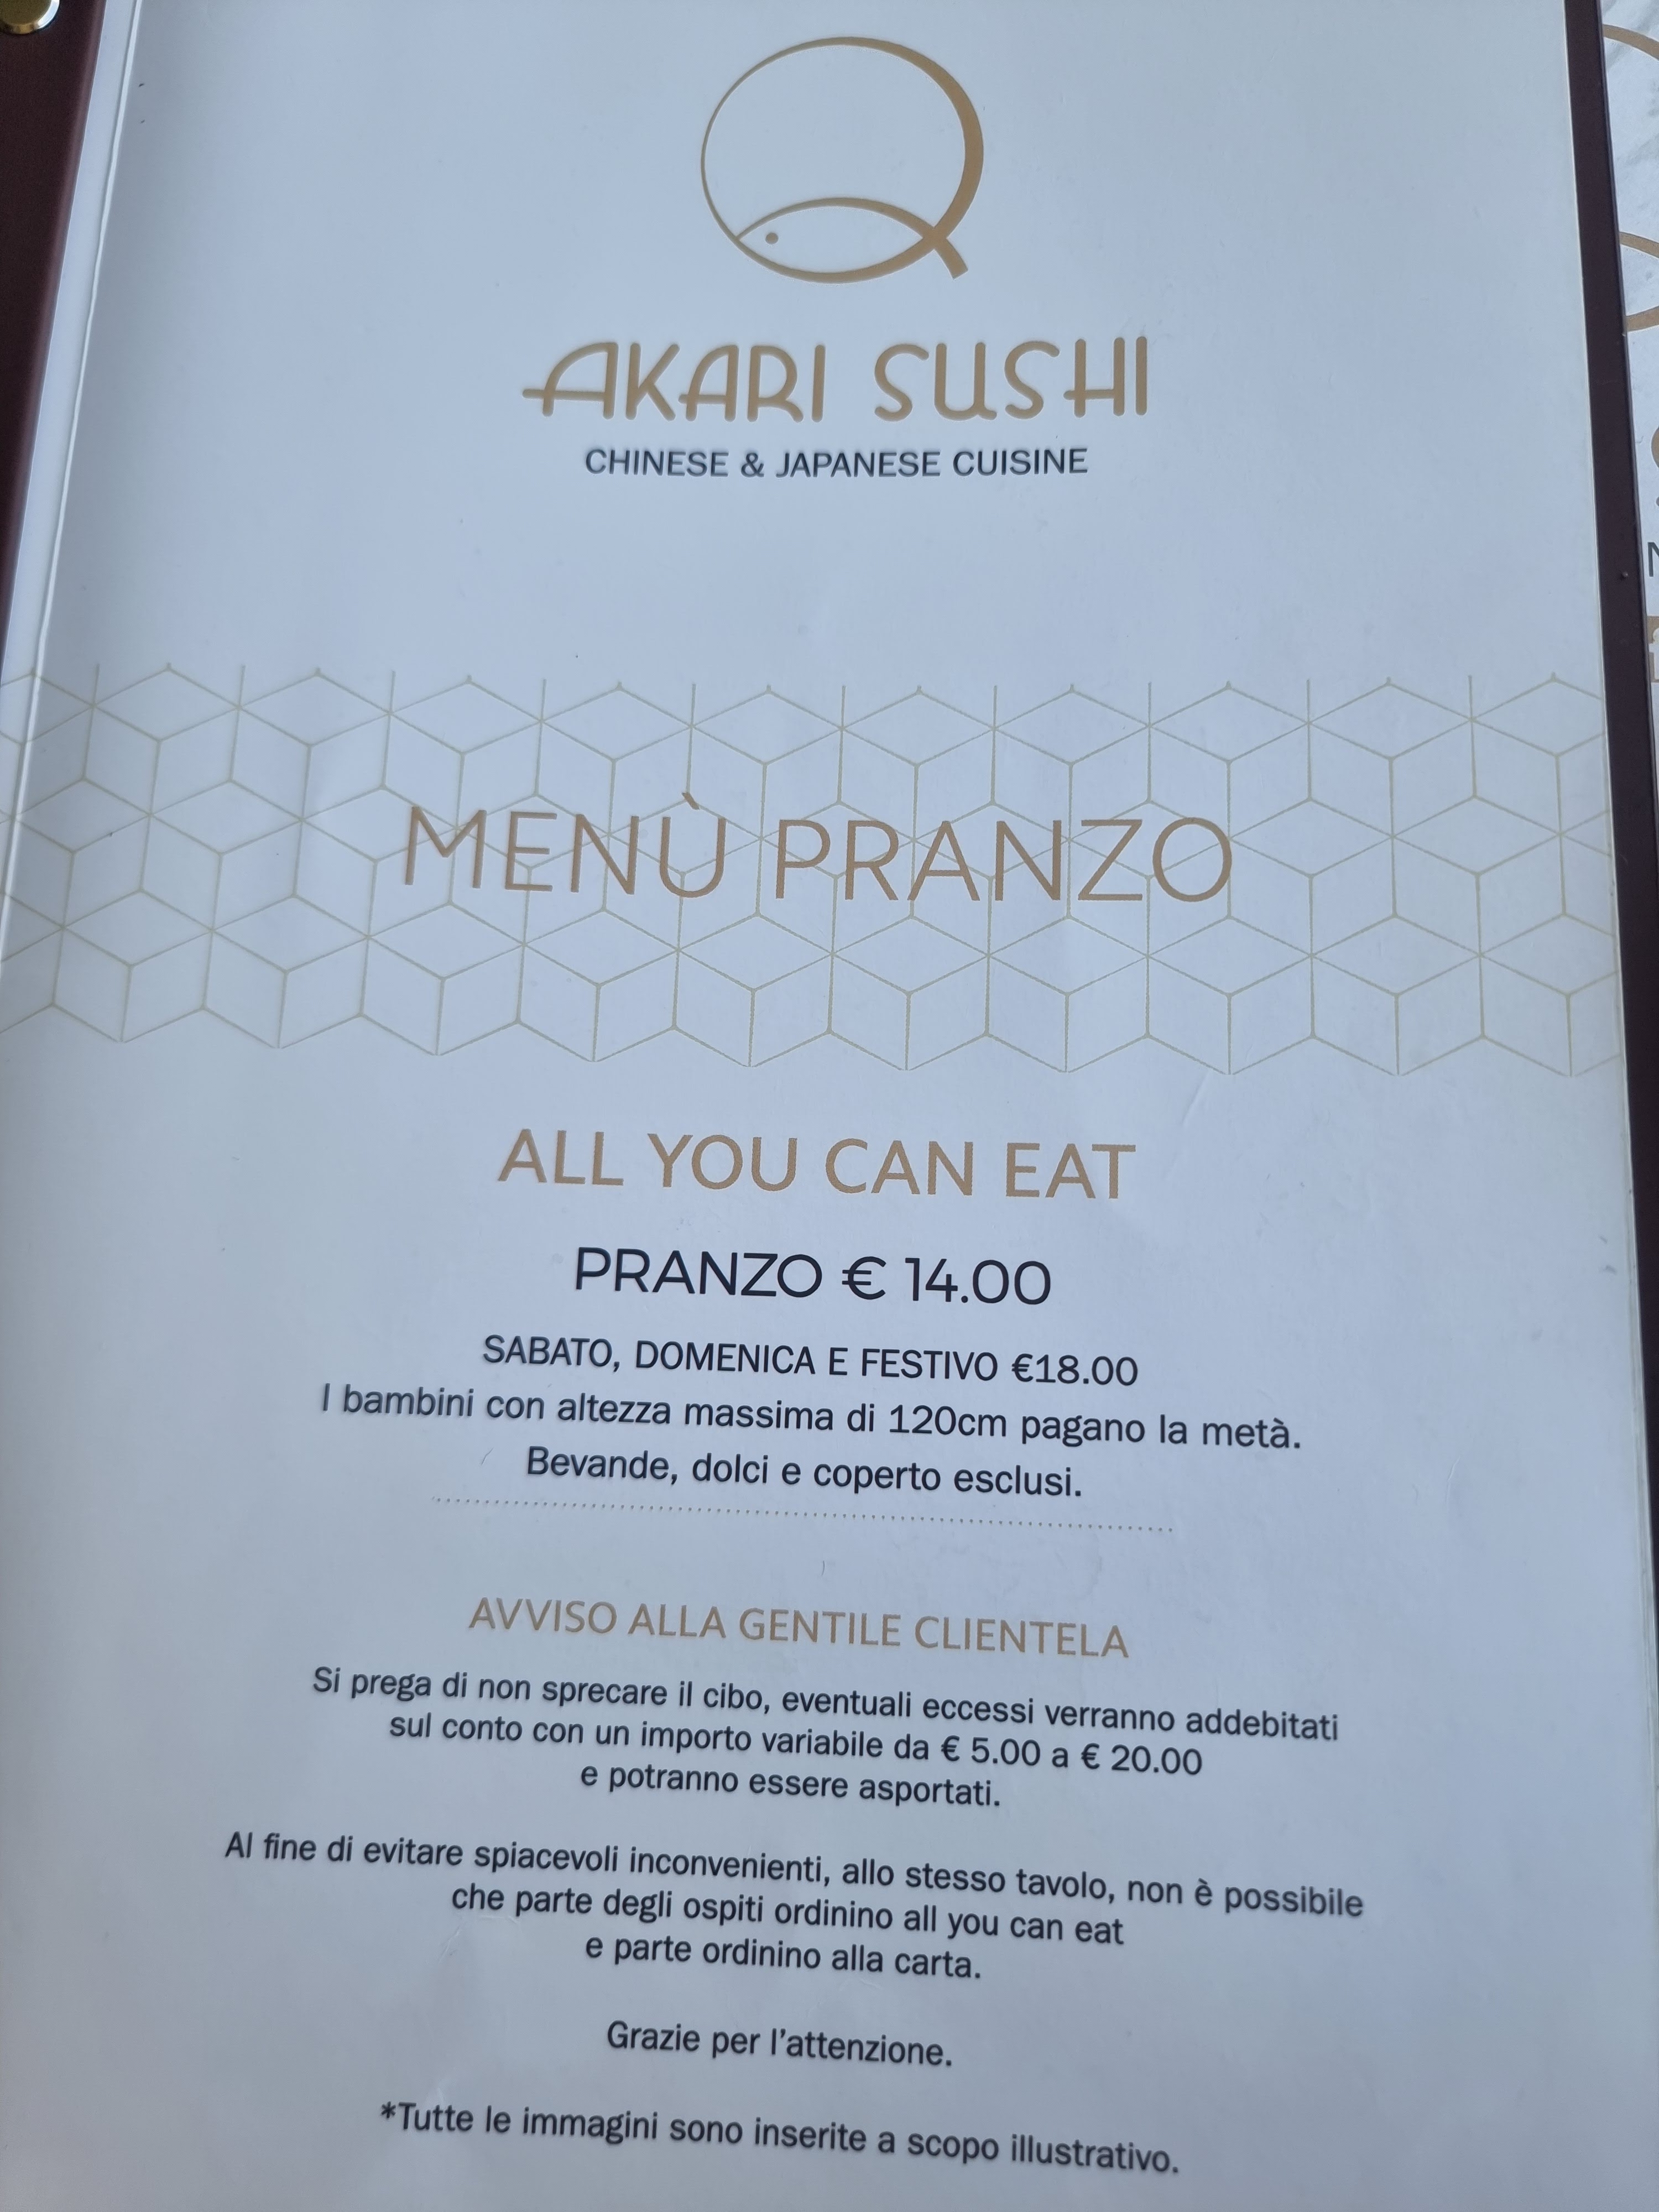 AKARI SUSHI
CHINESE & JAPANESE CUISINE
MENÙ PRANZO
ALL YOU CAN EAT
PRANZO € 14.00
SABATO, DOMENICA E FESTIVO €18.00
I bambini con altezza massima di 120cm pagano la metà.
Bevande, dolci e coperto esclusi.
AVVISO ALLA GENTILE CLIENTELA
Si prega di non sprecare il cibo, eventuali eccessi verranno addebitati
sul conto con un importo variabile da € 5.00 a € 20.00
e potranno essere asportati.
Al fine di evitare spiacevoli inconvenienti, allo stesso tavolo, non è possibile
che parte degli ospiti ordinino all you can eat
e parte ordinino alla carta.
Grazie per l'attenzione.
*Tutte le immagini sono inserite a scopo illustrativo.